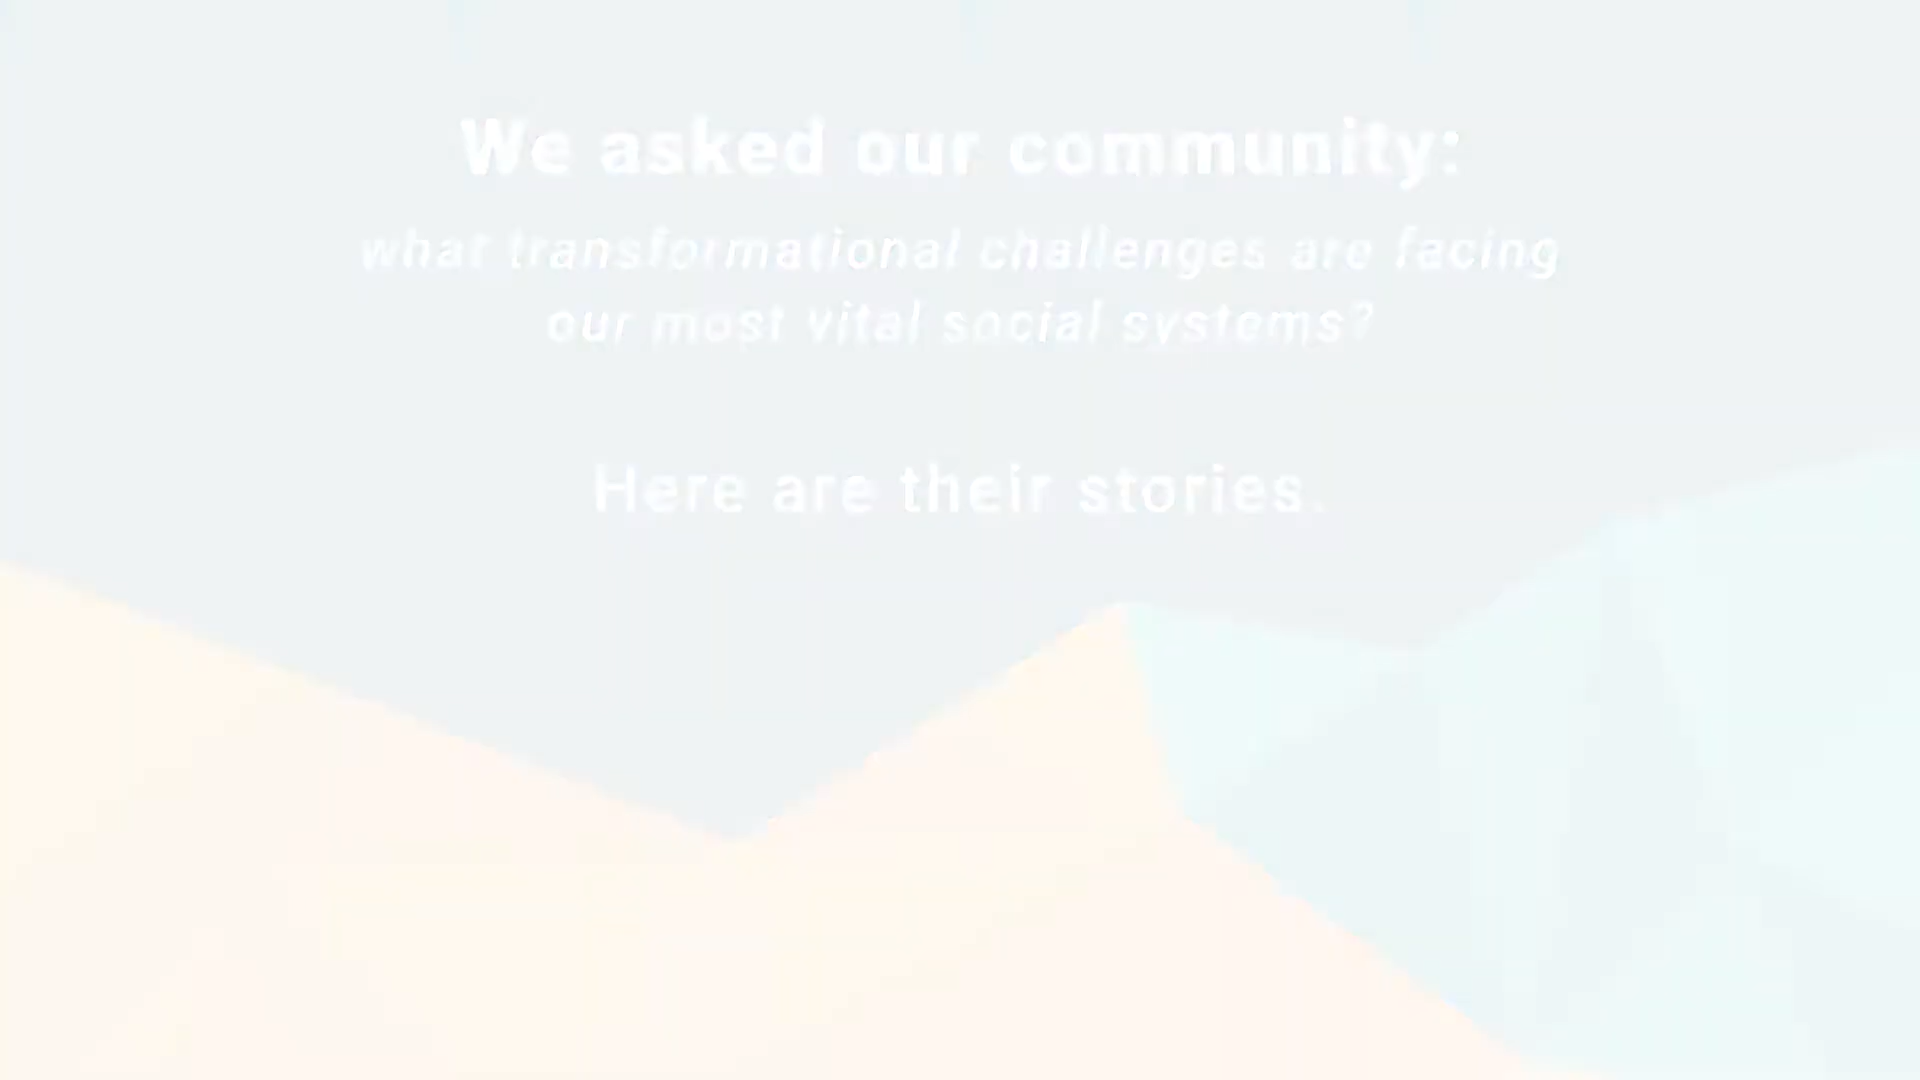 We asked our community:
what transformational challenges are facing
our most vital social systems?
Here are their stories.